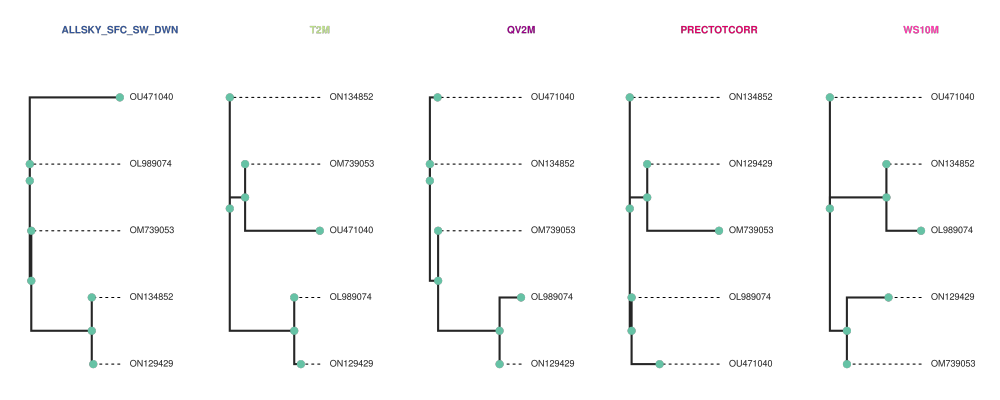 ALLSKY_SFC_SW_DWN T2M QV2M PRECTOTCORR WS10M
OU471040 ON134852 OU471040 ON134852 OU471040
OL989074 OM739053 ON134852 ON129429 ON134852
OM739053 OU471040 OM739053 OM739053 OL989074
ON134852 OL989074 OL989074 OL989074 ON129429
ON129429 ON129429 ON129429 OU471040 OM739053